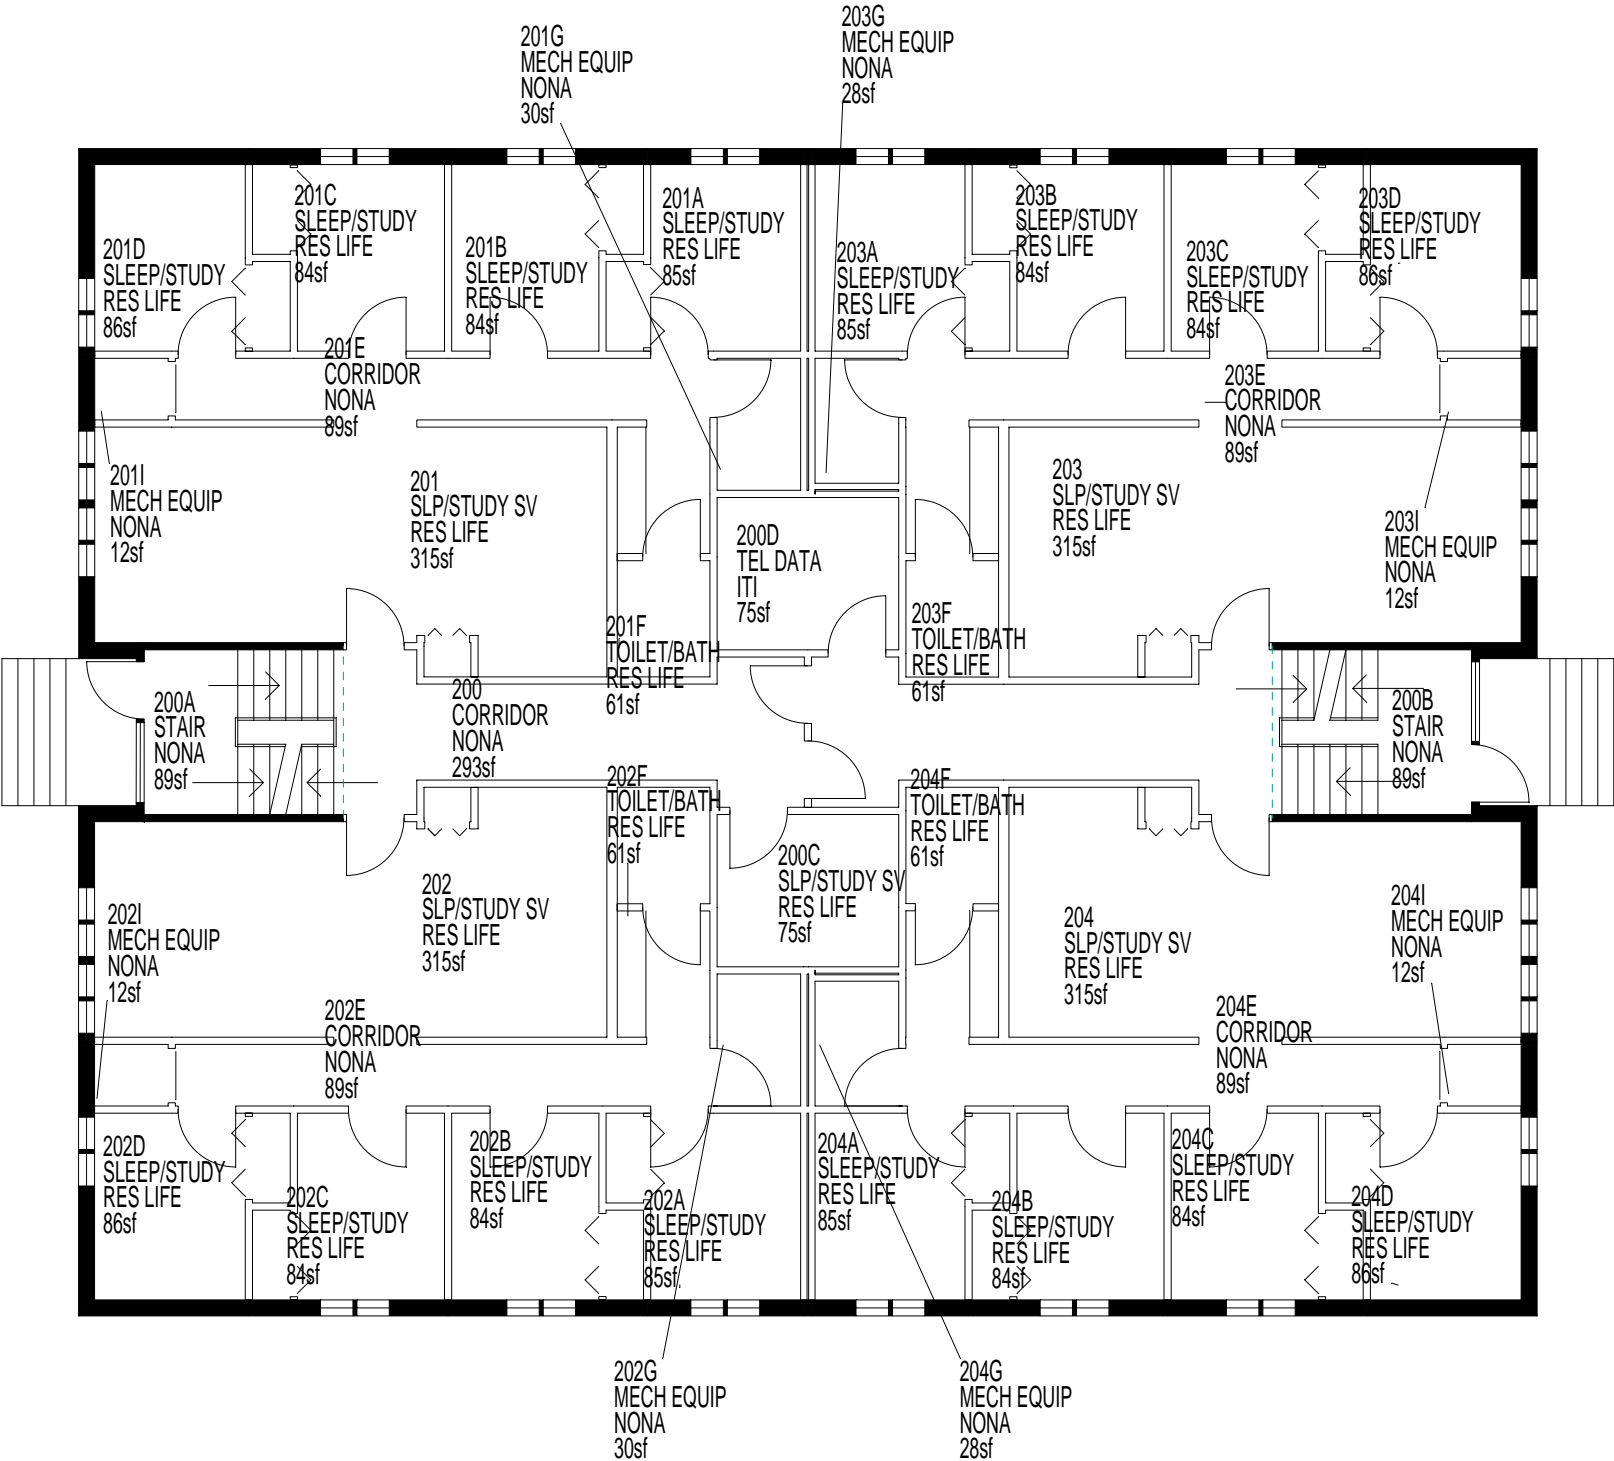 201G
MECH EQUIP
NONA
30sf
203G
MECH EQUIP
NONA
28sf
201D
SLEEP/STUDY
RES LIFE
86sf
201C
SLEEP/STUDY
RES LIFE
84sf
201B
SLEEP/STUDY
RES LIFE
84sf
201A
SLEEP/STUDY
RES LIFE
85sf
203A
SLEEP/STUDY
RES LIFE
85sf
203B
SLEEP/STUDY
RES LIFE
84sf
203C
SLEEP/STUDY
RES LIFE
84sf
203D
SLEEP/STUDY
RES LIFE
86sf
201E
CORRIDOR
NONA
89sf
203E
CORRIDOR
NONA
89sf
201I
MECH EQUIP
NONA
12sf
201
SLP/STUDY SV
RES LIFE
315sf
200D
TEL DATA
ITI
75sf
203
SLP/STUDY SV
RES LIFE
315sf
203I
MECH EQUIP
NONA
12sf
201F
TOILET/BATH
RES LIFE
61sf
203F
TOILET/BATH
RES LIFE
61sf
200A
STAIR
NONA
89sf
200
CORRIDOR
NONA
293sf
200B
STAIR
NONA
89sf
202F
TOILET/BATH
RES LIFE
61sf
204F
TOILET/BATH
RES LIFE
61sf
200C
SLP/STUDY SV
RES LIFE
75sf
202I
MECH EQUIP
NONA
12sf
202
SLP/STUDY SV
RES LIFE
315sf
204
SLP/STUDY SV
RES LIFE
315sf
204I
MECH EQUIP
NONA
12sf
202E
CORRIDOR
NONA
89sf
204E
CORRIDOR
NONA
89sf
202D
SLEEP/STUDY
RES LIFE
86sf
202C
SLEEP/STUDY
RES LIFE
84sf
202B
SLEEP/STUDY
RES LIFE
84sf
202A
SLEEP/STUDY
RES LIFE
85sf
204A
SLEEP/STUDY
RES LIFE
85sf
204B
SLEEP/STUDY
RES LIFE
84sf
204C
SLEEP/STUDY
RES LIFE
84sf
204D
SLEEP/STUDY
RES LIFE
86sf
202G
MECH EQUIP
NONA
30sf
204G
MECH EQUIP
NONA
28sf